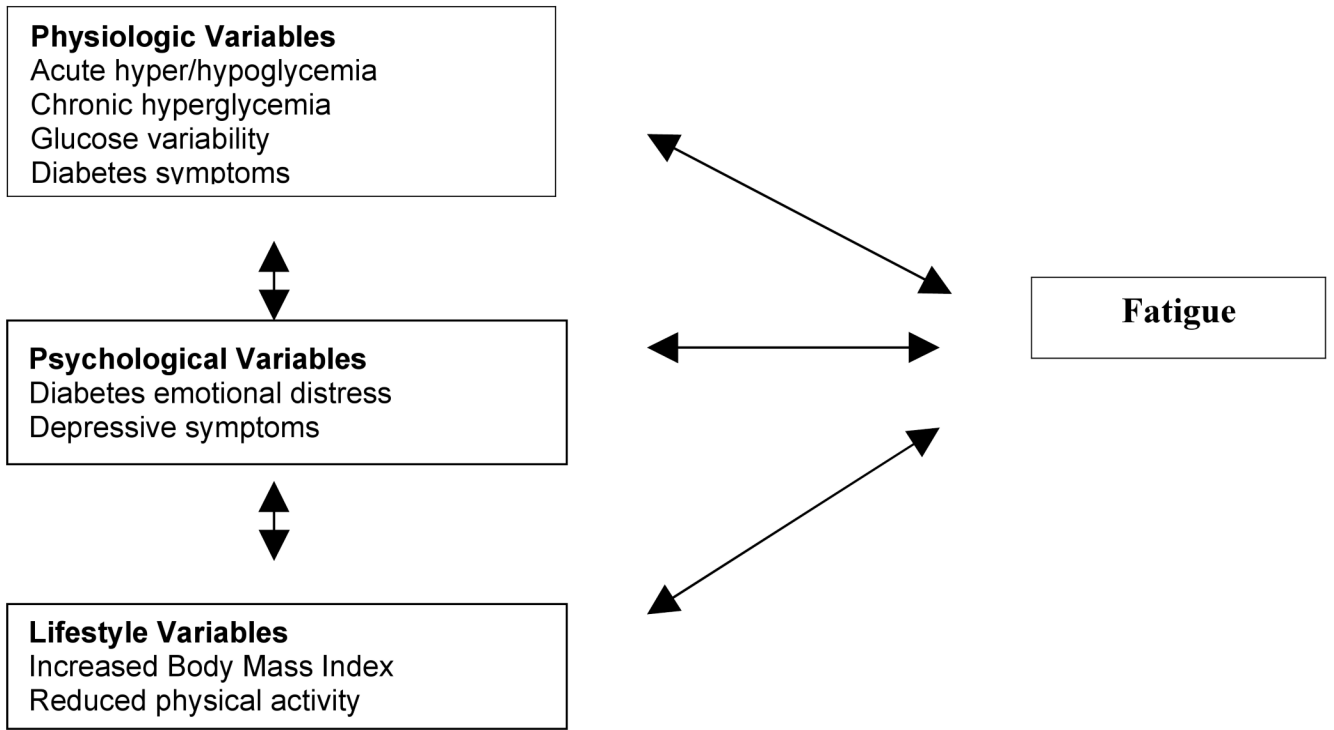 Physiologic Variables
Acute hyper/hypoglycemia
Chronic hyperglycemia
Glucose variability
Diabetes symptoms
Fatigue
Psychological Variables
Diabetes emotional distress
Depressive symptoms
Lifestyle Variables
Increased Body Mass Index
Reduced physical activity